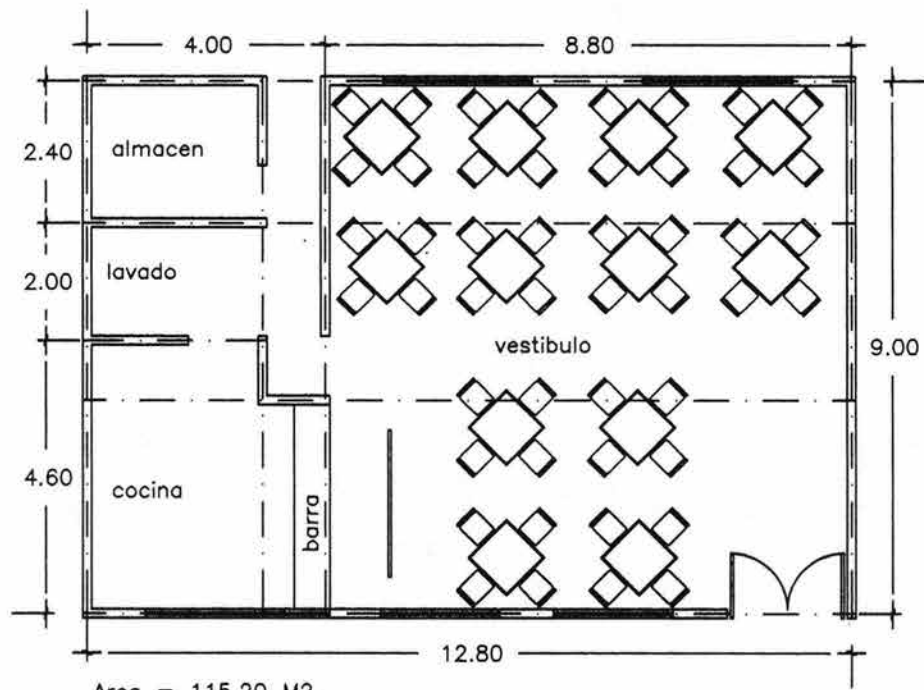 4.00
8.80
2.40
almacen
lavado
2.00
vestibulo
9.00
4.60
cocina
barra
12.80
Area = 115.20 M2